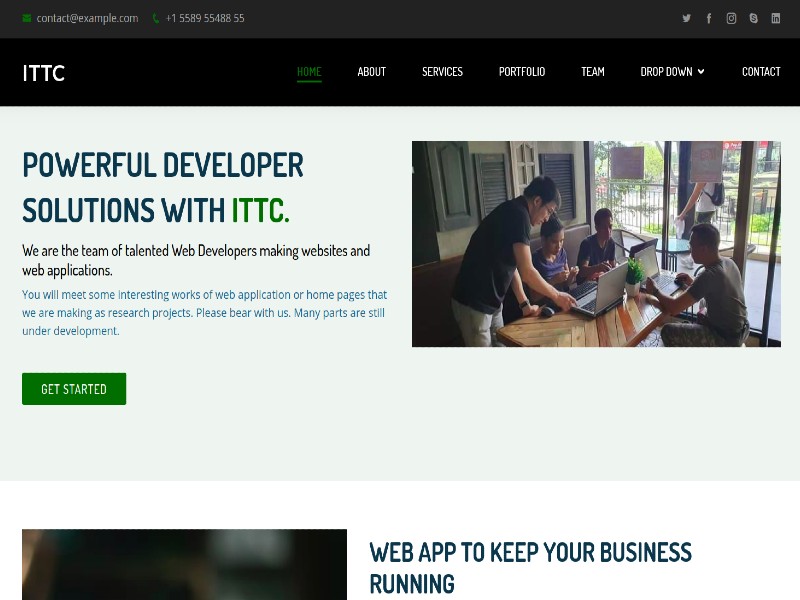 contact@example.com +1 5589 55488 55
ITTC
HOME ABOUT SERVICES PORTFOLIO TEAM DROP DOWN CONTACT
POWERFUL DEVELOPER
SOLUTIONS WITH ITTC.
We are the team of talented Web Developers making websites and
web applications.
You will meet some interesting works of web application or home pages that
we are making as research projects. Please bear with us. Many parts are still
under development.
GET STARTED
WEB APP TO KEEP YOUR BUSINESS
RUNNING